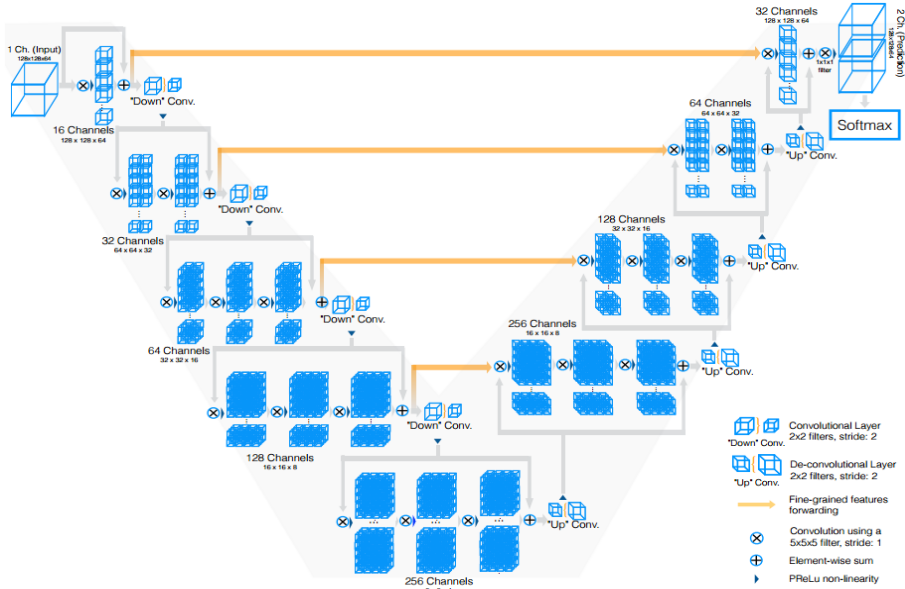 1 Ch. (Input)
128x128x64
16 Channels
128 x 128 x 64
"Down" Conv.
32 Channels
64 x 64 x 32
"Down" Conv.
64 Channels
32 x 32 x 16
"Down" Conv.
128 Channels
16 x 16 x 8
"Down" Conv.
256 Channels
"Up" Conv.
256 Channels
16 x 16 x 8
"Up" Conv.
128 Channels
32 x 32 x 16
"Up" Conv.
64 Channels
64 x 64 x 32
"Up" Conv.
32 Channels
128 x 128 x 64
1x1x1
filter
2 Ch. (Prediction)
128x128x64
Softmax
"Down" Conv.
Convolutional Layer
2x2 filters, stride: 2
"Up" Conv.
De-convolutional Layer
2x2 filters, stride: 2
Fine-grained features
forwarding
Convolution using a
5x5x5 filter, stride: 1
Element-wise sum
PReLu non-linearity